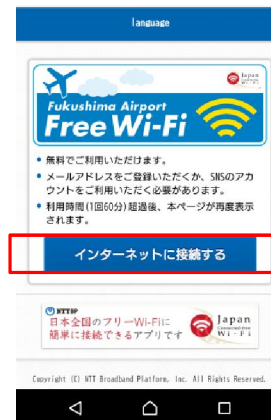 language
Japan
Fukushima Airport
Free Wi-Fi
• 無料でご利用いただけます。
• メールアドレスをご登録いただくか、SNSのアカ
ウントをご利用いただく必要があります。
• 利用時間(1回60分)超過後、本ページが再度表示
されます。
インターネットに接続する
NTTBP
日本全国のフリーWi-Fiに
簡単に接続できるアプリです
Japan
Connected-free
Wi-Fi
Copyright (C) NTT Broadband Platform, Inc. All Rights Reserved.